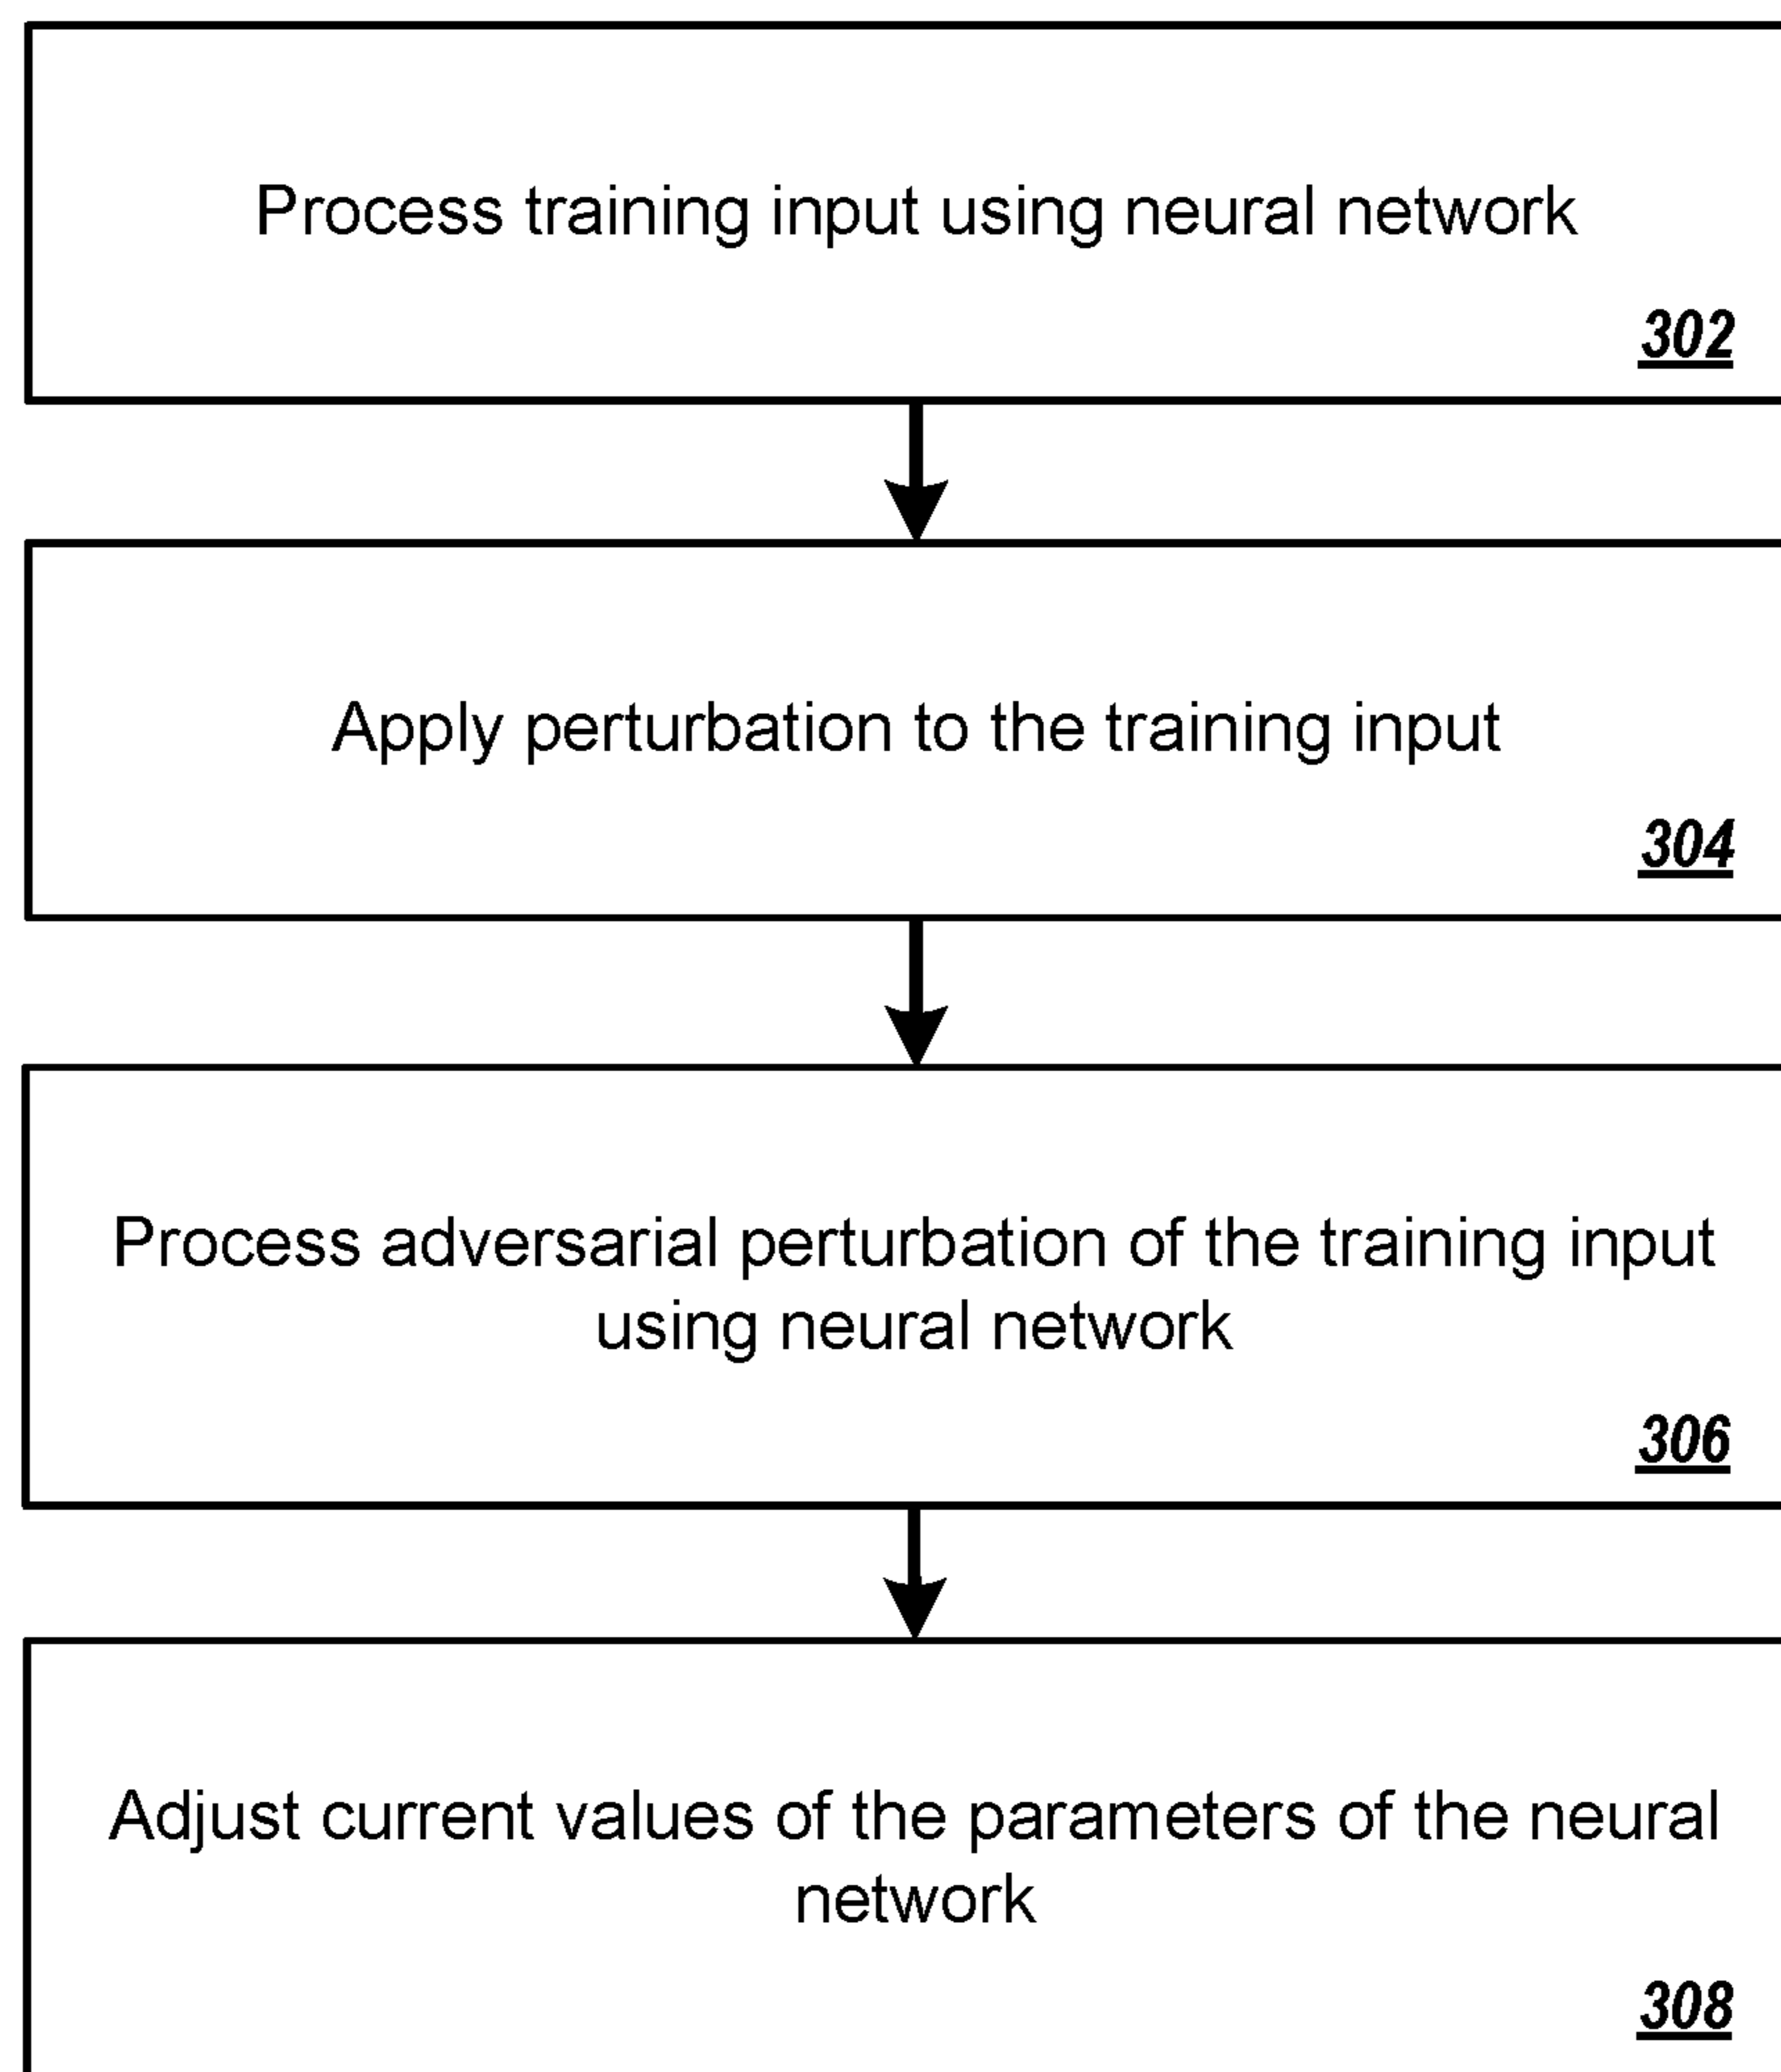 Process training input using neural network
302
Apply perturbation to the training input
304
Process adversarial perturbation of the training input
using neural network
306
Adjust current values of the parameters of the neural
network
308